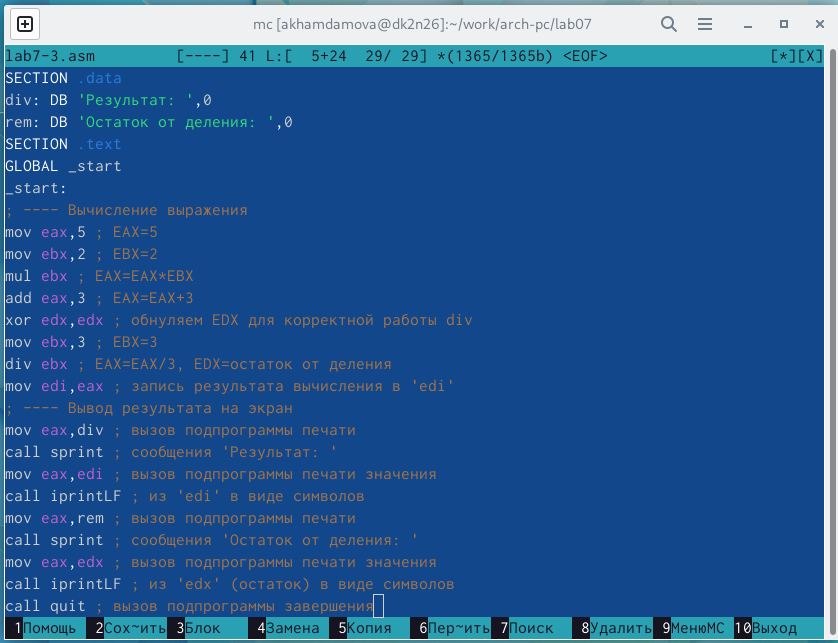 mc [akhamdamova@dk2n26]:~/work/arch-pc/lab07
lab7-3.asm [----] 41 L:[ 5+24 29/ 29] *(1365/1365b) <EOF> [*][X]
SECTION .data
div: DB 'Результат: ',0
rem: DB 'Остаток от деления: ',0
SECTION .text
GLOBAL _start
_start:
; ---- Вычисление выражения
mov eax,5 ; EAX=5
mov ebx,2 ; EBX=2
mul ebx ; EAX=EAX*EBX
add eax,3 ; EAX=EAX+3
xor edx,edx ; обнуляем EDX для корректной работы div
mov ebx,3 ; EBX=3
div ebx ; EAX=EAX/3, EDX=остаток от деления
mov edi,eax ; запись результата вычисления в 'edi'
; ---- Вывод результата на экран
mov eax,div ; вызов подпрограммы печати
call sprint ; сообщения 'Результат: '
mov eax,edi ; вызов подпрограммы печати значения
call iprintLF ; из 'edi' в виде символов
mov eax,rem ; вызов подпрограммы печати
call sprint ; сообщения 'Остаток от деления: '
mov eax,edx ; вызов подпрограммы печати значения
call iprintLF ; из 'edx' (остаток) в виде символов
call quit ; вызов подпрограммы завершения
1Помощь 2Сох~ить 3Блок 4Замена 5Копия 6Пер~ить 7Поиск 8Удалить 9МенюМС 10Выход